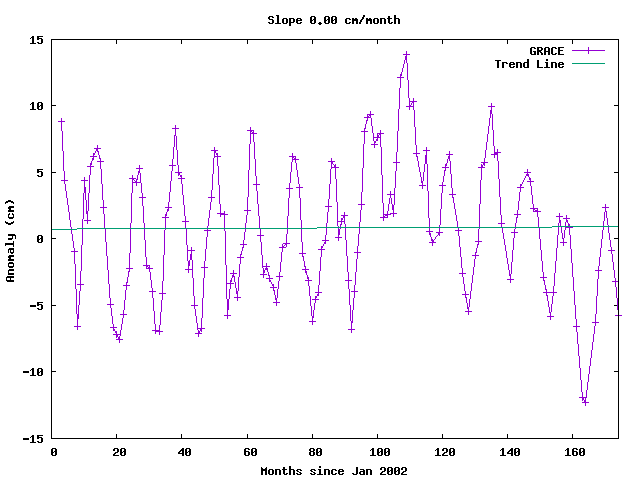 Slope 0.00 cm/month
GRACE
Trend Line
15
10
5
0
-5
-10
-15
Anomaly (cm)
0 20 40 60 80 100 120 140 160
Months since Jan 2002